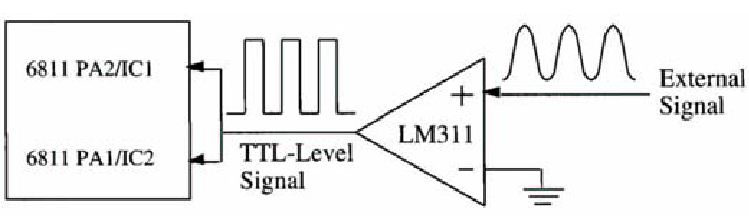 6811 PA2/IC1
6811 PA1/IC2
TTL-Level
Signal
+
LM311
-
External
Signal